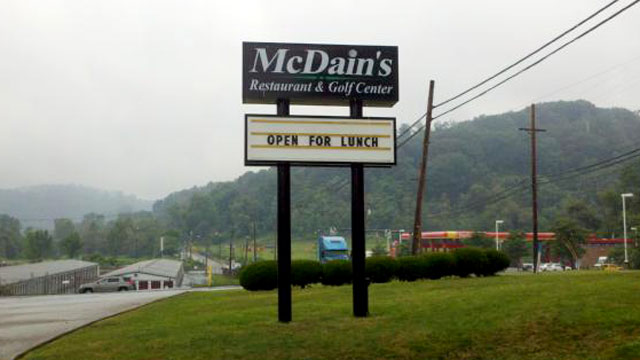 McDain's
Restaurant & Golf Center
OPEN FOR LUNCH